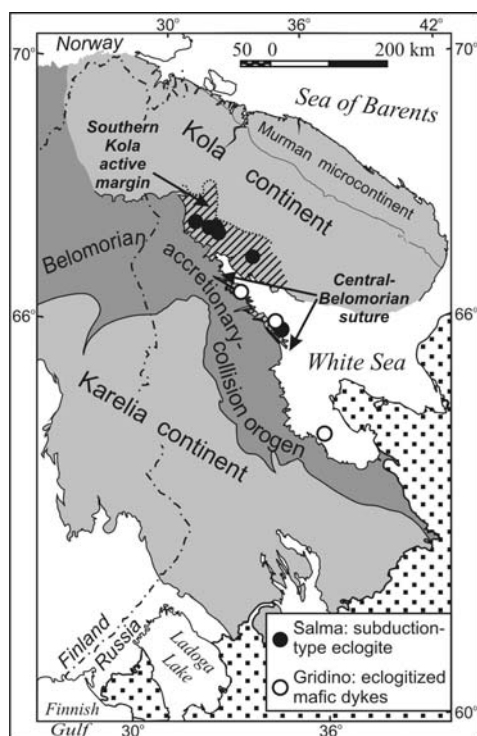 30° 36° 42°
70° Norway 50 0 200 km 70°
Sea of Barents
Murman microcontinent
Kola
continent
Southern
Kola
active
margin
Belomorian
accretionary-
collision orogen
Central-
Belomorian
suture
66° 66°
White Sea
Karelia continent
Finland
Russia
Ladoga
Lake
Finnish
Gulf
Salma: subduction-
type eclogite
Gridino: eclogitized
mafic dykes
60°
30° 36°